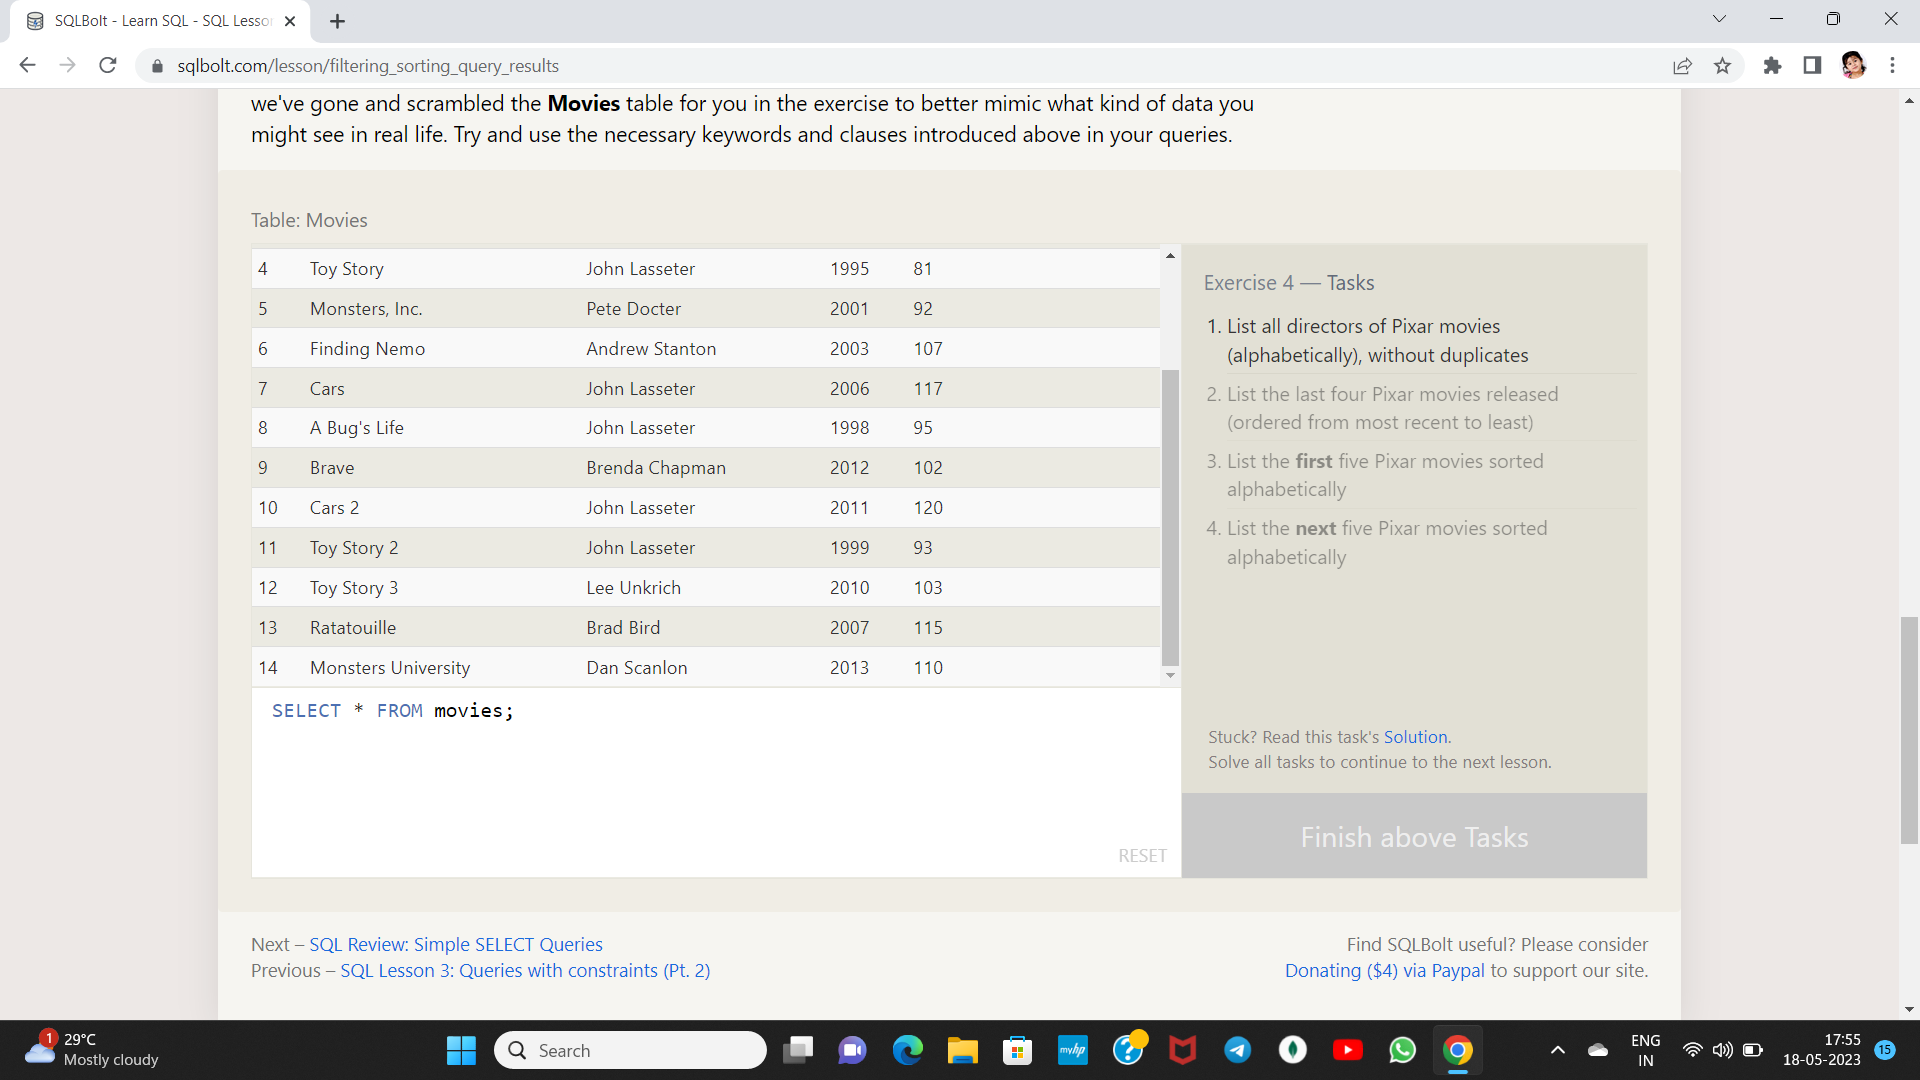 SQLBolt - Learn SQL - SQL Lesson
sqlbolt.com/lesson/filtering_sorting_query_results
we've gone and scrambled the Movies table for you in the exercise to better mimic what kind of data you
might see in real life. Try and use the necessary keywords and clauses introduced above in your queries.
Table: Movies
4 Toy Story John Lasseter 1995 81
5 Monsters, Inc. Pete Docter 2001 92
6 Finding Nemo Andrew Stanton 2003 107
7 Cars John Lasseter 2006 117
8 A Bug's Life John Lasseter 1998 95
9 Brave Brenda Chapman 2012 102
10 Cars 2 John Lasseter 2011 120
11 Toy Story 2 John Lasseter 1999 93
12 Toy Story 3 Lee Unkrich 2010 103
13 Ratatouille Brad Bird 2007 115
14 Monsters University Dan Scanlon 2013 110
SELECT * FROM movies;
RESET
Exercise 4 — Tasks
1. List all directors of Pixar movies
(alphabetically), without duplicates
2. List the last four Pixar movies released
(ordered from most recent to least)
3. List the first five Pixar movies sorted
alphabetically
4. List the next five Pixar movies sorted
alphabetically
Stuck? Read this task's Solution.
Solve all tasks to continue to the next lesson.
Finish above Tasks
Next – SQL Review: Simple SELECT Queries
Previous – SQL Lesson 3: Queries with constraints (Pt. 2)
Find SQLBolt useful? Please consider
Donating ($4) via Paypal to support our site.
1
29°C
Mostly cloudy
Search
myhp
ENG
IN
17:55
18-05-2023
15